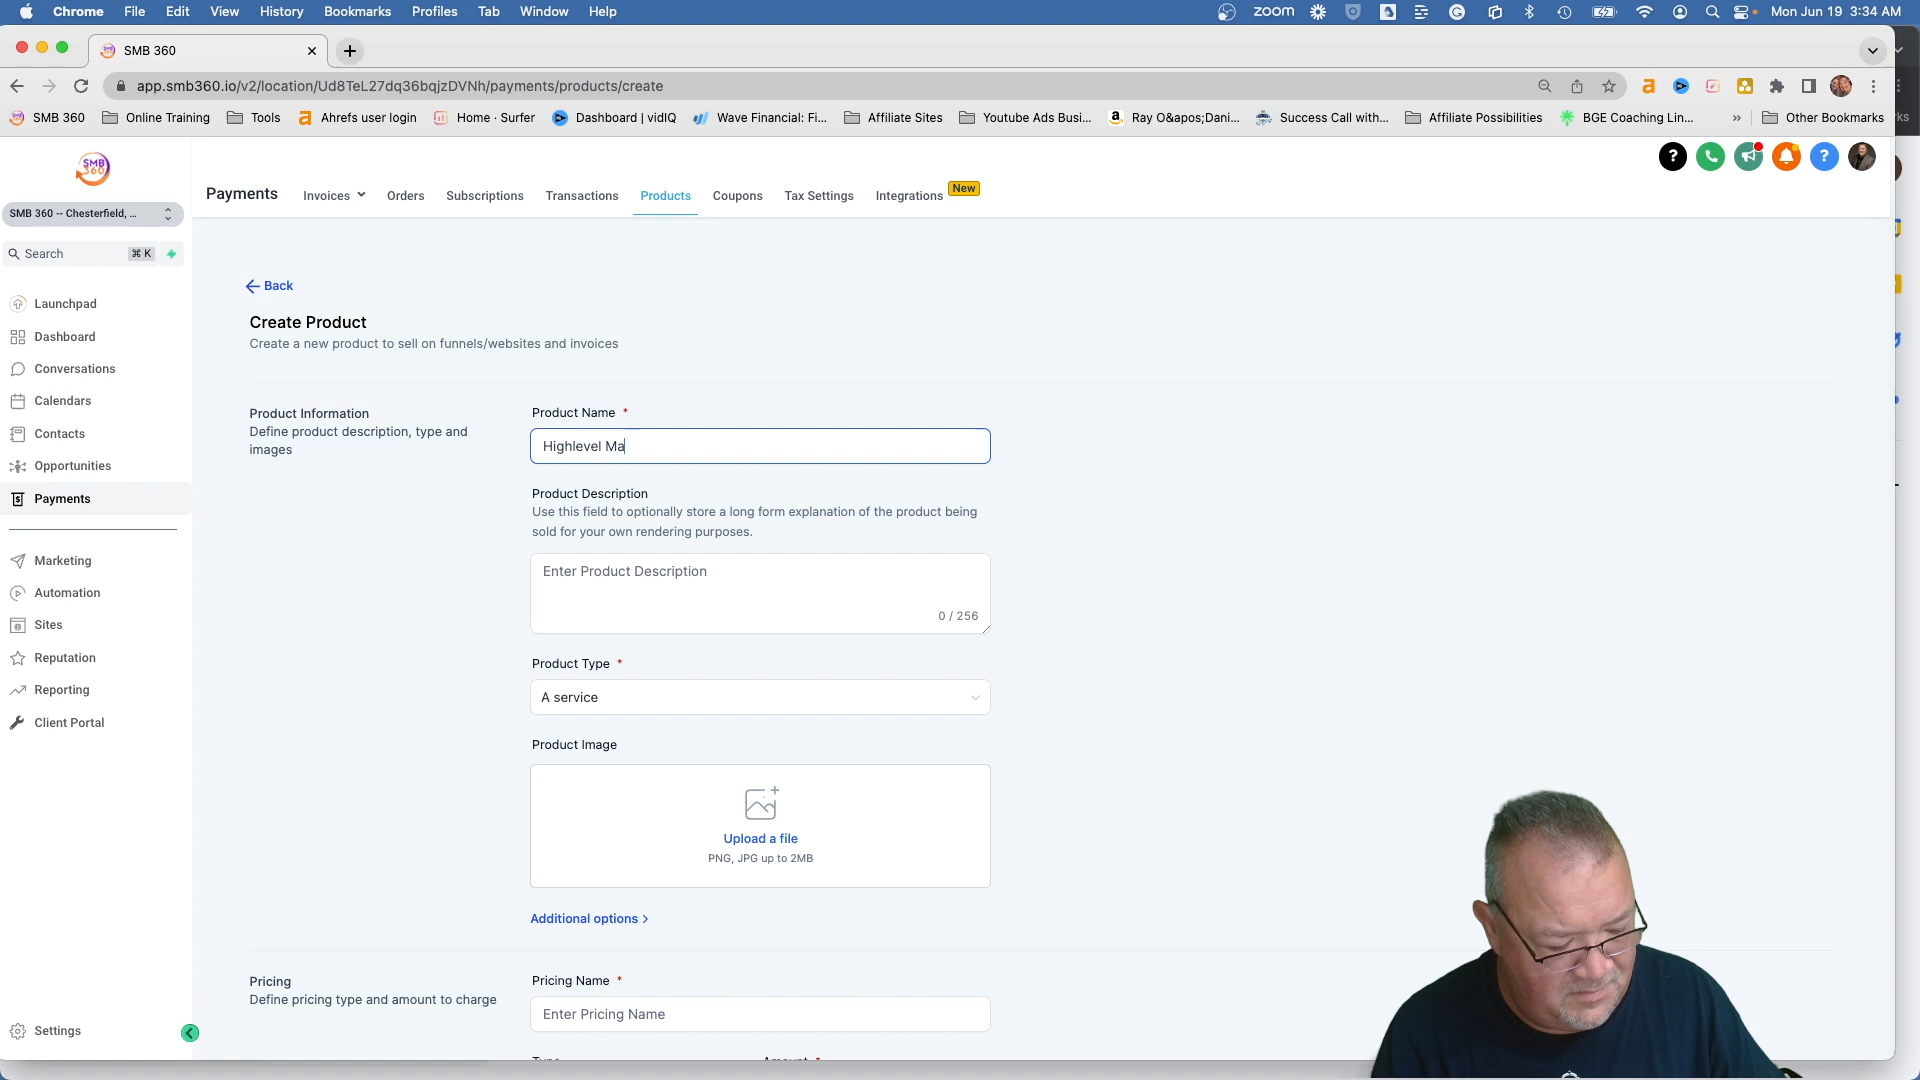 Chrome File Edit View History Bookmarks Profiles Tab Window Help
zoom
Mon Jun 19 3:34 AM
SMB 360
app.smb360.io/v2/location/Ud8TeL27dq36bqjzDVNh/payments/products/create
SMB 360 Online Training Tools Ahrefs user login Home · Surfer Dashboard | vidIQ Wave Financial: Fi... Affiliate Sites Youtube Ads Busi... Ray O&apos;Dani... Success Call with... Affiliate Possibilities BGE Coaching Lin... » Other Bookmarks
SMB
360
SMB 360 -- Chesterfield, ...
Search ⌘ K
Launchpad
Dashboard
Conversations
Calendars
Contacts
Opportunities
Payments
Marketing
Automation
Sites
Reputation
Reporting
Client Portal
Settings
Payments Invoices Orders Subscriptions Transactions Products Coupons Tax Settings Integrations New
Back
Create Product
Create a new product to sell on funnels/websites and invoices
Product Information
Define product description, type and
images
Product Name *
Highlevel Ma
Product Description
Use this field to optionally store a long form explanation of the product being
sold for your own rendering purposes.
Enter Product Description
0 / 256
Product Type *
A service
Product Image
Upload a file
PNG, JPG up to 2MB
Additional options >
Pricing
Define pricing type and amount to charge
Pricing Name *
Enter Pricing Name